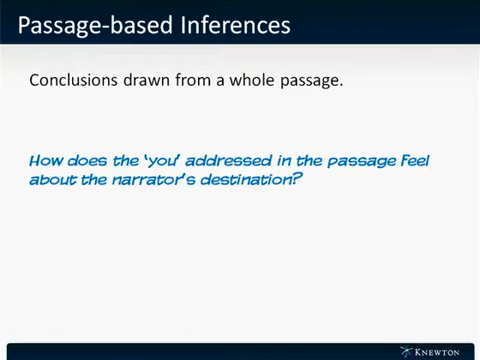 Passage-based Inferences
Conclusions drawn from a whole passage.
How does the 'you' addressed in the passage feel
about the narrator's destination?
KNEWTON